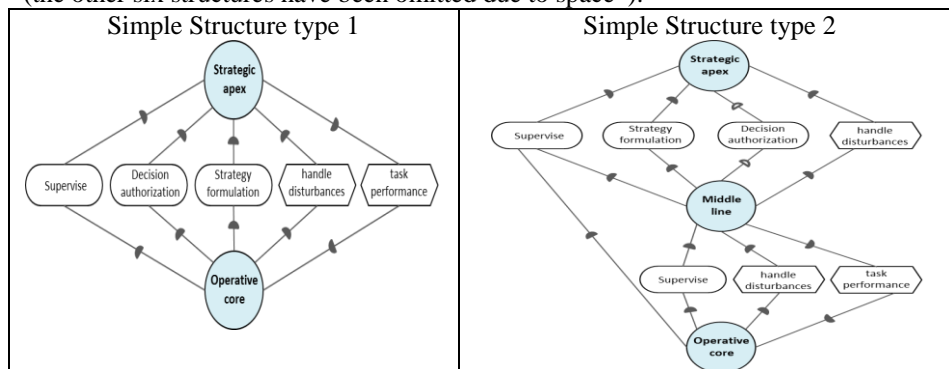 (the other six structures have been omitted due to space ).
Simple Structure type 1
Strategic
apex
Supervise
Decision
authorization
Strategy
formulation
handle
disturbances
task
performance
Operative
core
Simple Structure type 2
Strategic
apex
Supervise
Strategy
formulation
Decision
authorization
handle
disturbances
Middle
line
Supervise
handle
disturbances
task
performance
Operative
core